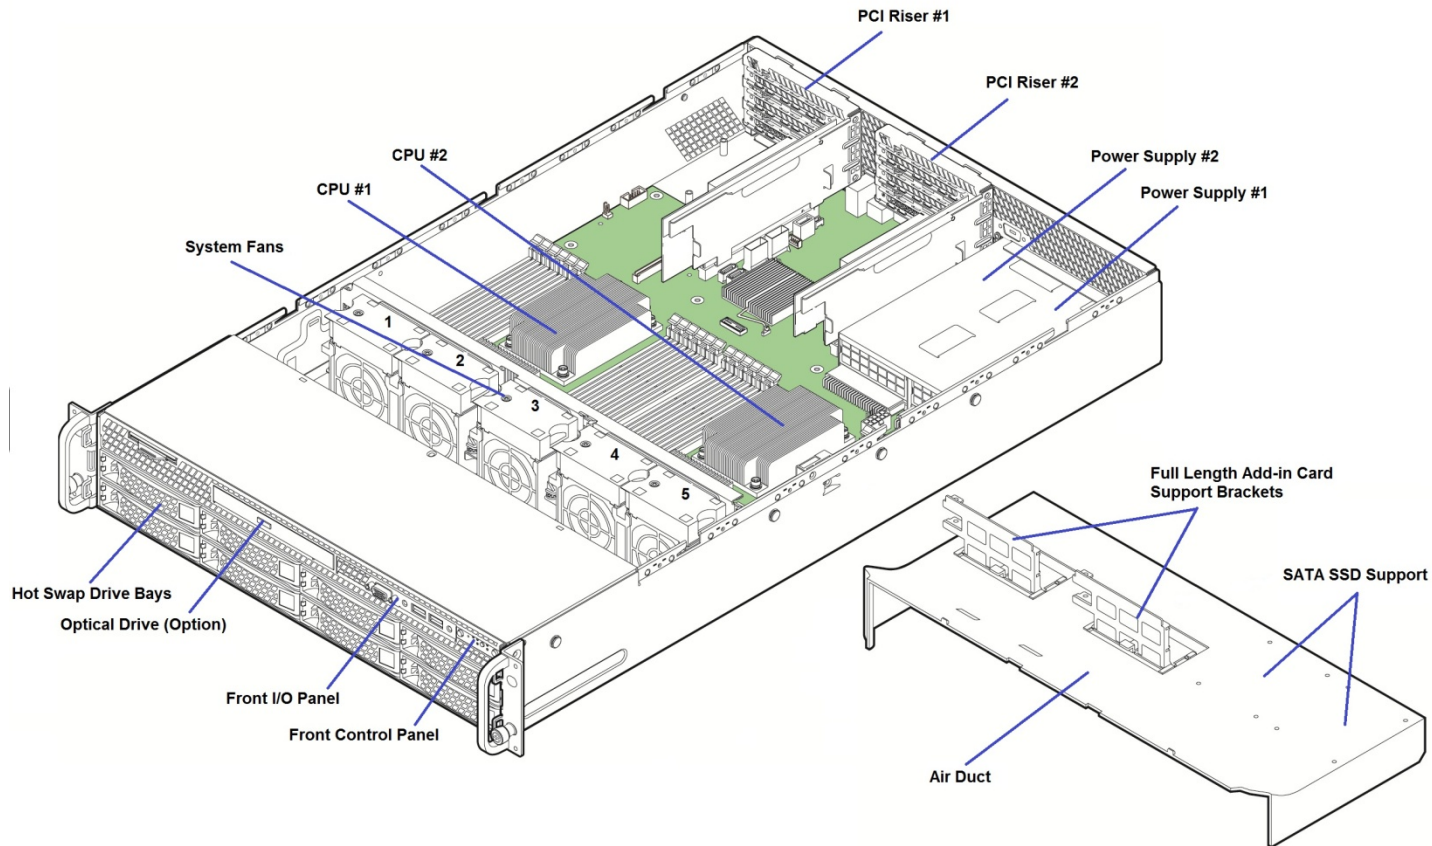 PCI Riser #1
PCI Riser #2
CPU #2
Power Supply #2
CPU #1
Power Supply #1
System Fans
1
2
3
4
5
Full Length Add-in Card
Support Brackets
SATA SSD Support
Hot Swap Drive Bays
Optical Drive (Option)
Front I/O Panel
Front Control Panel
Air Duct